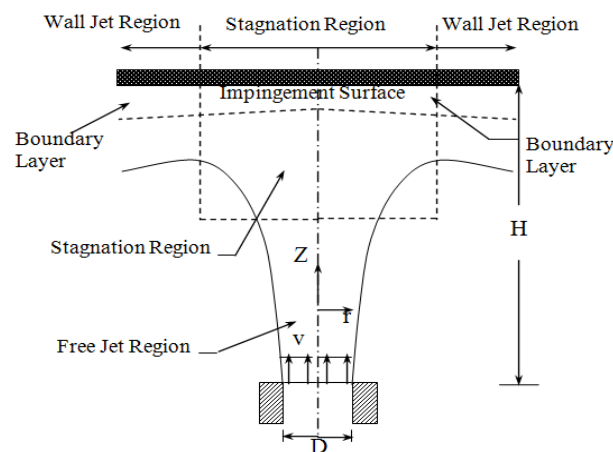 Wall Jet Region
Stagnation Region
Wall Jet Region
Impingement Surface
Boundary
Layer
Boundary
Layer
H
Stagnation Region
Z
r
Free Jet Region
v
D